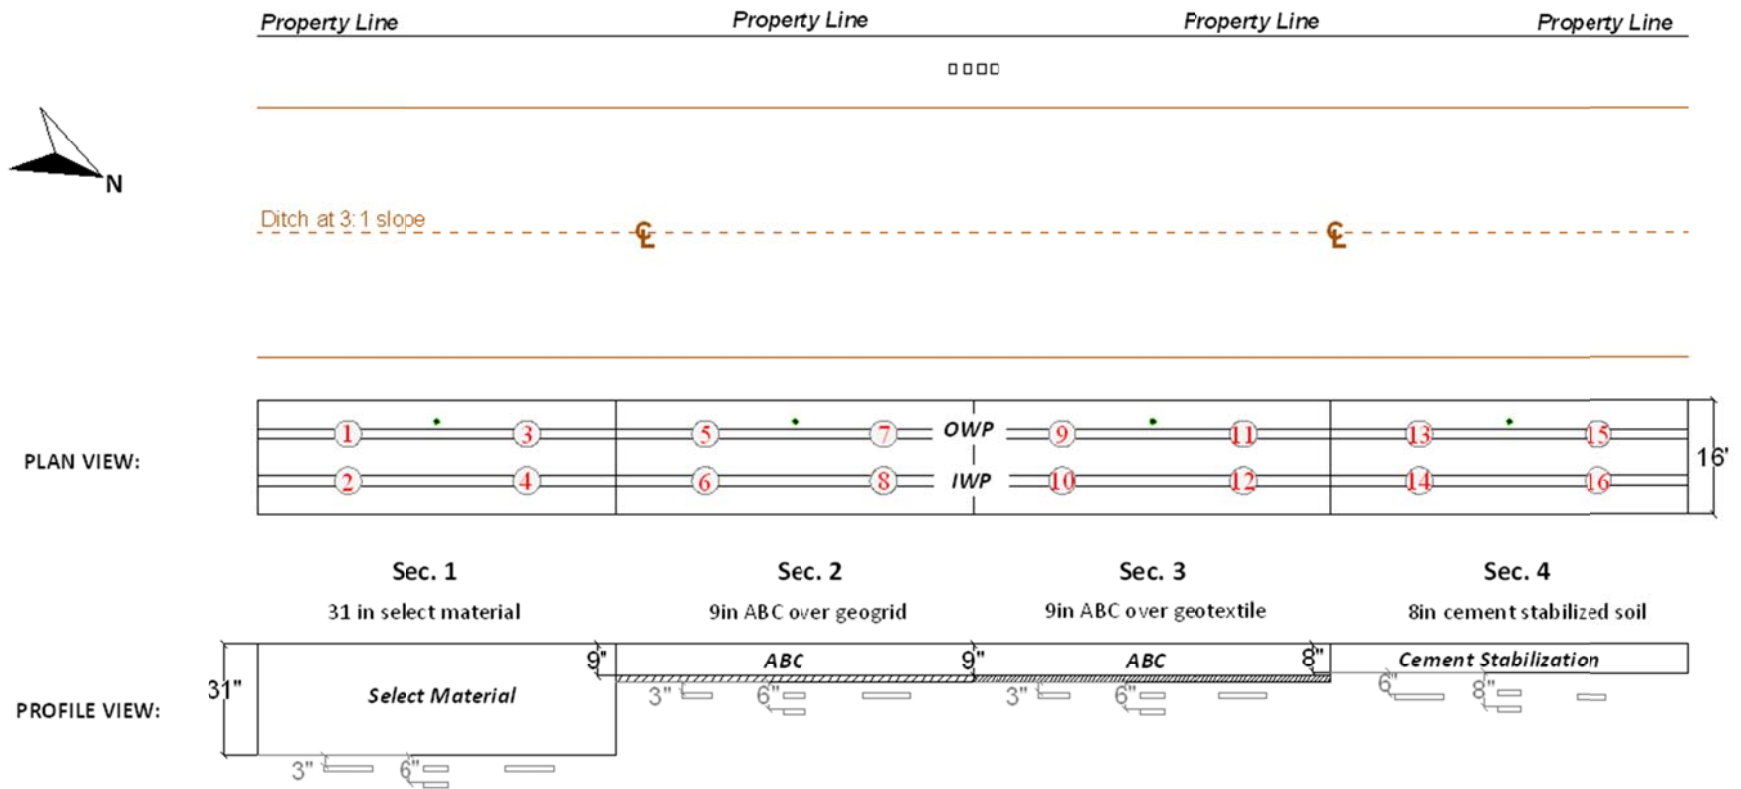 Property Line Property Line Property Line Property Line
N
Ditch at 3:1 slope
℄ ℄
PLAN VIEW:
1 3 5 7 OWP 9 11 13 15
2 4 6 8 IWP 10 12 14 16
16'
Sec. 1 Sec. 2 Sec. 3 Sec. 4
31 in select material 9in ABC over geogrid 9in ABC over geotextile 8in cement stabilized soil
PROFILE VIEW:
31" Select Material 9" ABC 9" ABC 8" Cement Stabilization
3" 6" 3" 6" 6" 8"
3" 6"